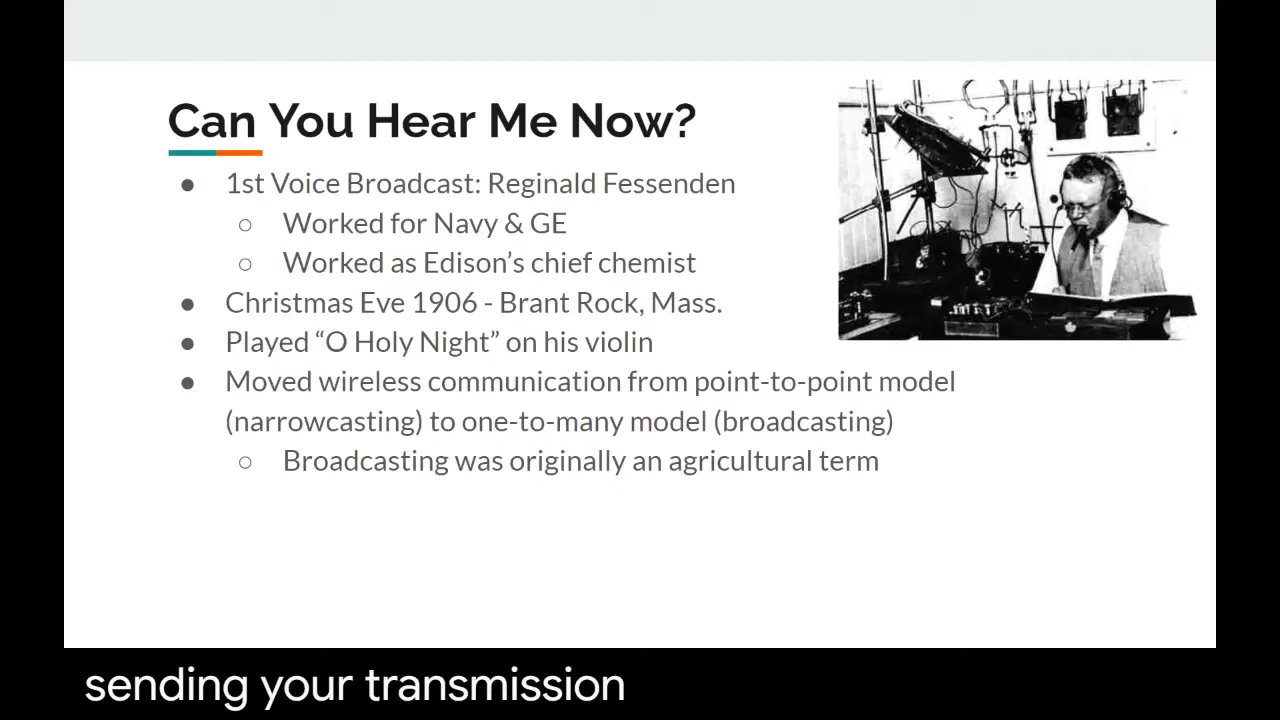 Can You Hear Me Now?
● 1st Voice Broadcast: Reginald Fessenden
○ Worked for Navy & GE
○ Worked as Edison's chief chemist
● Christmas Eve 1906 - Brant Rock, Mass.
● Played “O Holy Night” on his violin
● Moved wireless communication from point-to-point model
(narrowcasting) to one-to-many model (broadcasting)
○ Broadcasting was originally an agricultural term
sending your transmission